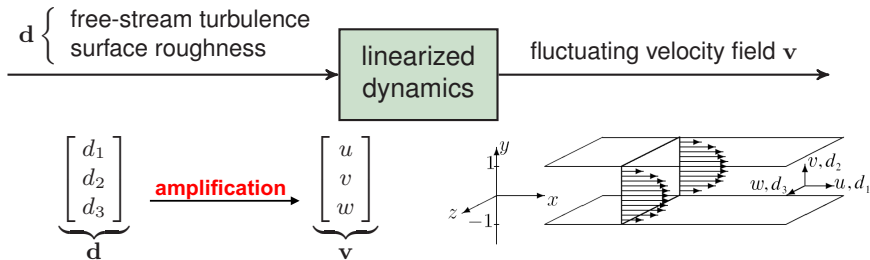 d { free-stream turbulence
surface roughness
linearized
dynamics
fluctuating velocity field v
d1
d2
d3
d
amplification
u
v
w
v
y
1
z
x
−1
v, d2
w, d3
u, d1